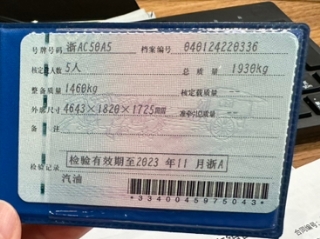 号牌号码 浙AC50A5 档案编号 040124220336
核定载人数 5人 总质量 1930kg
整备质量 1460kg 核定载质量
外廓尺寸 4643×1820×1725mm 准牵引总质量
备注
检验有效期至2023年11月浙A
检验记录
汽油
*3340045975043*